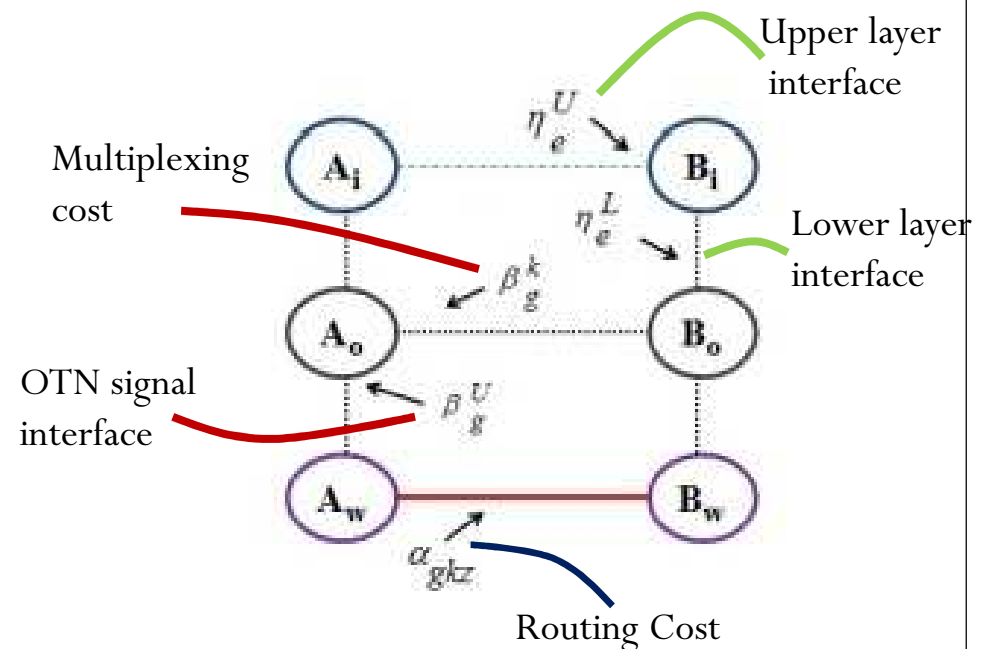 Upper layer
interface
η_e^U
Multiplexing
cost
A_i
B_i
η_e^L
Lower layer
interface
β_g^k
A_o
B_o
OTN signal
interface
β_g^U
A_w
B_w
α_gkz
Routing Cost